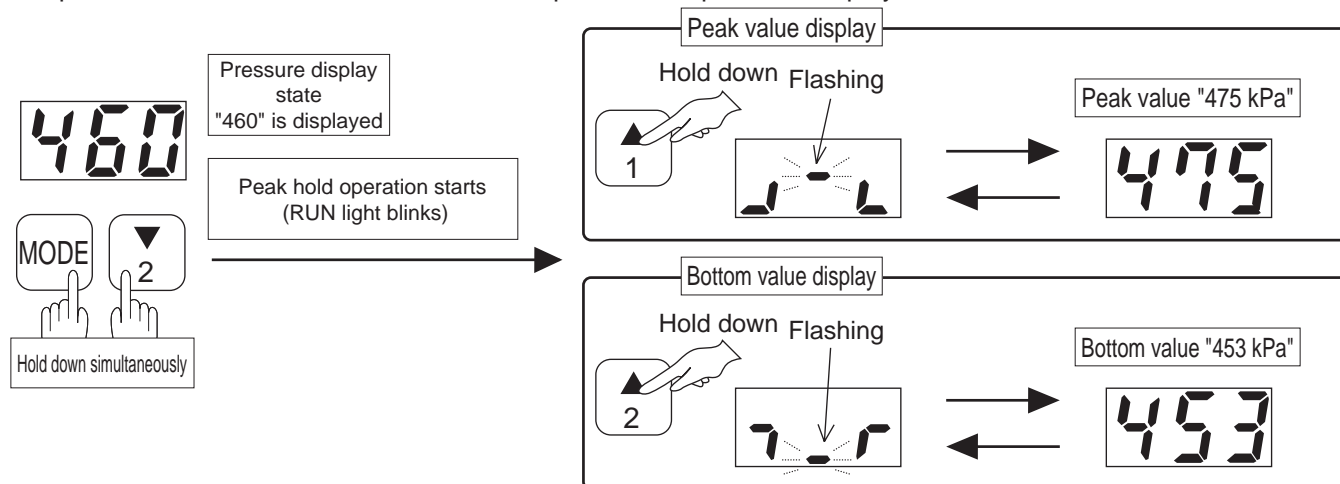 Peak value display
Pressure display
state
"460" is displayed
460
Peak hold operation starts
(RUN light blinks)
MODE
▼
2
Hold down simultaneously
Hold down
Flashing
▲
1
Peak value "475 kPa"
475
Bottom value display
Hold down
Flashing
▲
2
Bottom value "453 kPa"
453